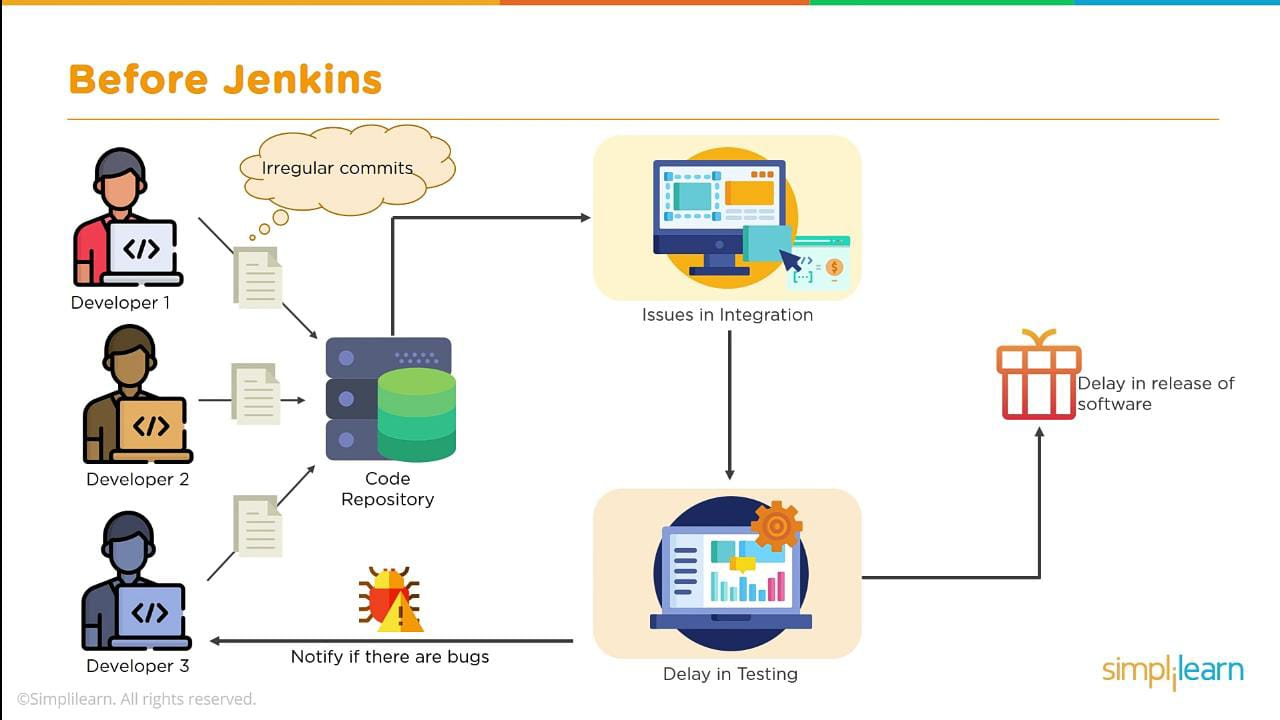 Before Jenkins
Irregular commits
</>
Developer 1
</>
Developer 2
</>
Developer 3
Code
Repository
Issues in Integration
</>
=
$
[...]
Delay in Testing
Notify if there are bugs
!
Delay in release of
software
simplilearn
©Simplilearn. All rights reserved.